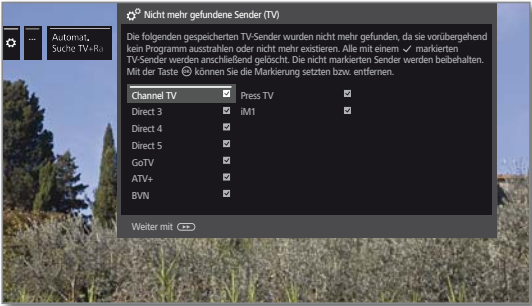 Nicht mehr gefundene Sender (TV)
...
Automat.
Suche TV+Ra
Die folgenden gespeicherten TV-Sender wurden nicht mehr gefunden, da sie vorübergehend
kein Programm ausstrahlen oder nicht mehr existieren. Alle mit einem ✓ markierten
TV-Sender werden anschließend gelöscht. Die nicht markierten Sender werden beibehalten.
Mit der Taste OK können Sie die Markierung setzten bzw. entfernen.
Channel TV
Press TV
Direct 3
iM1
Direct 4
Direct 5
GoTV
ATV+
BVN
Weiter mit